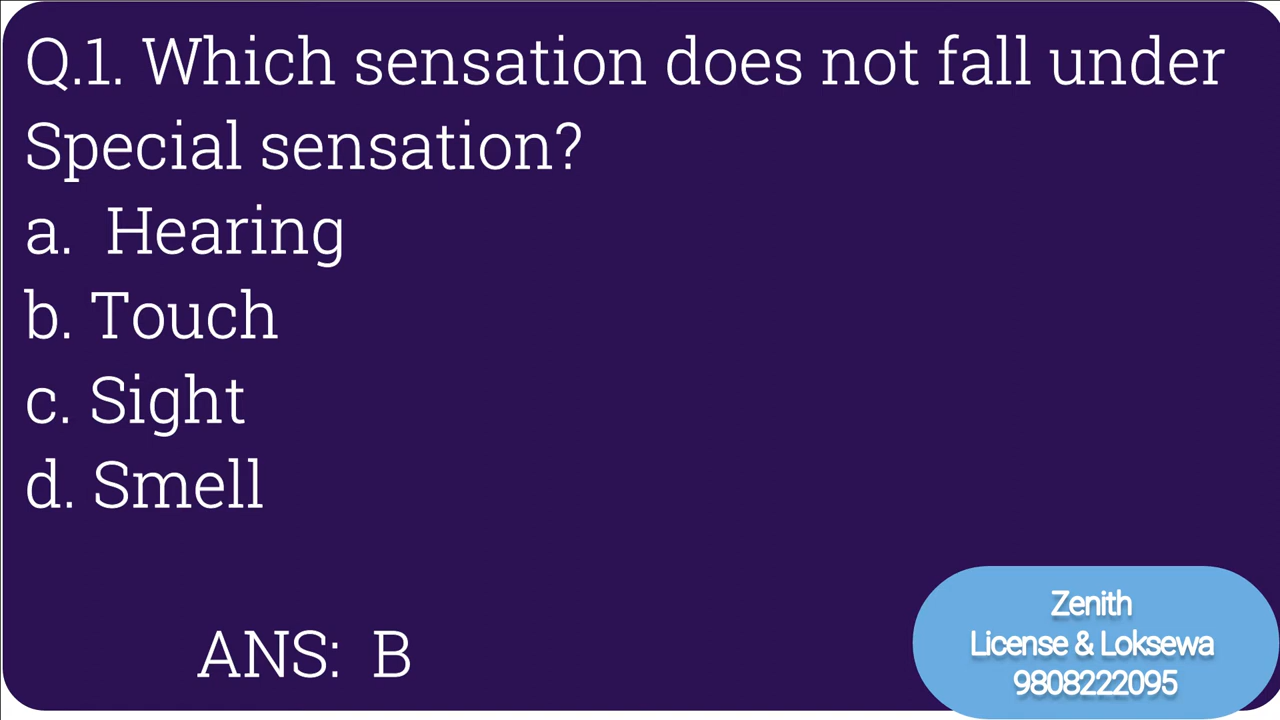 Q.1. Which sensation does not fall under
Special sensation?
a. Hearing
b. Touch
c. Sight
d. Smell
ANS: B
Zenith
License & Loksewa
9808222095